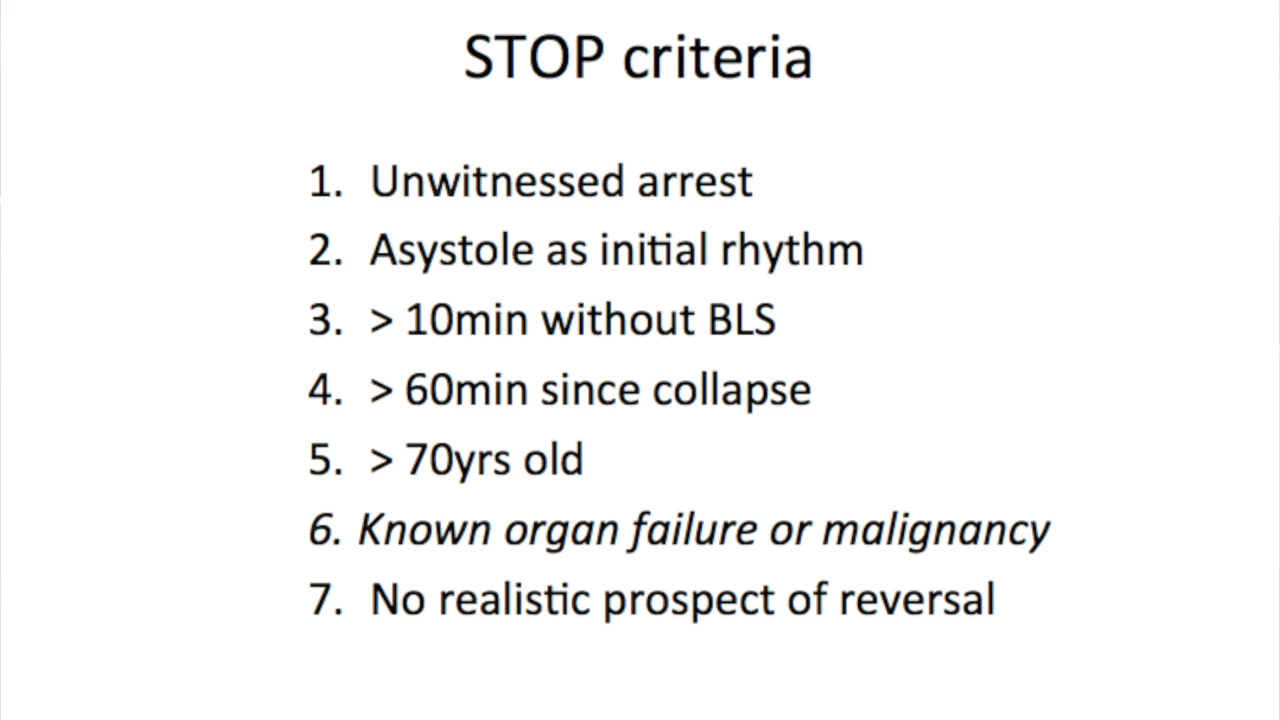 STOP criteria
1. Unwitnessed arrest
2. Asystole as initial rhythm
3. > 10min without BLS
4. > 60min since collapse
5. > 70yrs old
6. Known organ failure or malignancy
7. No realistic prospect of reversal